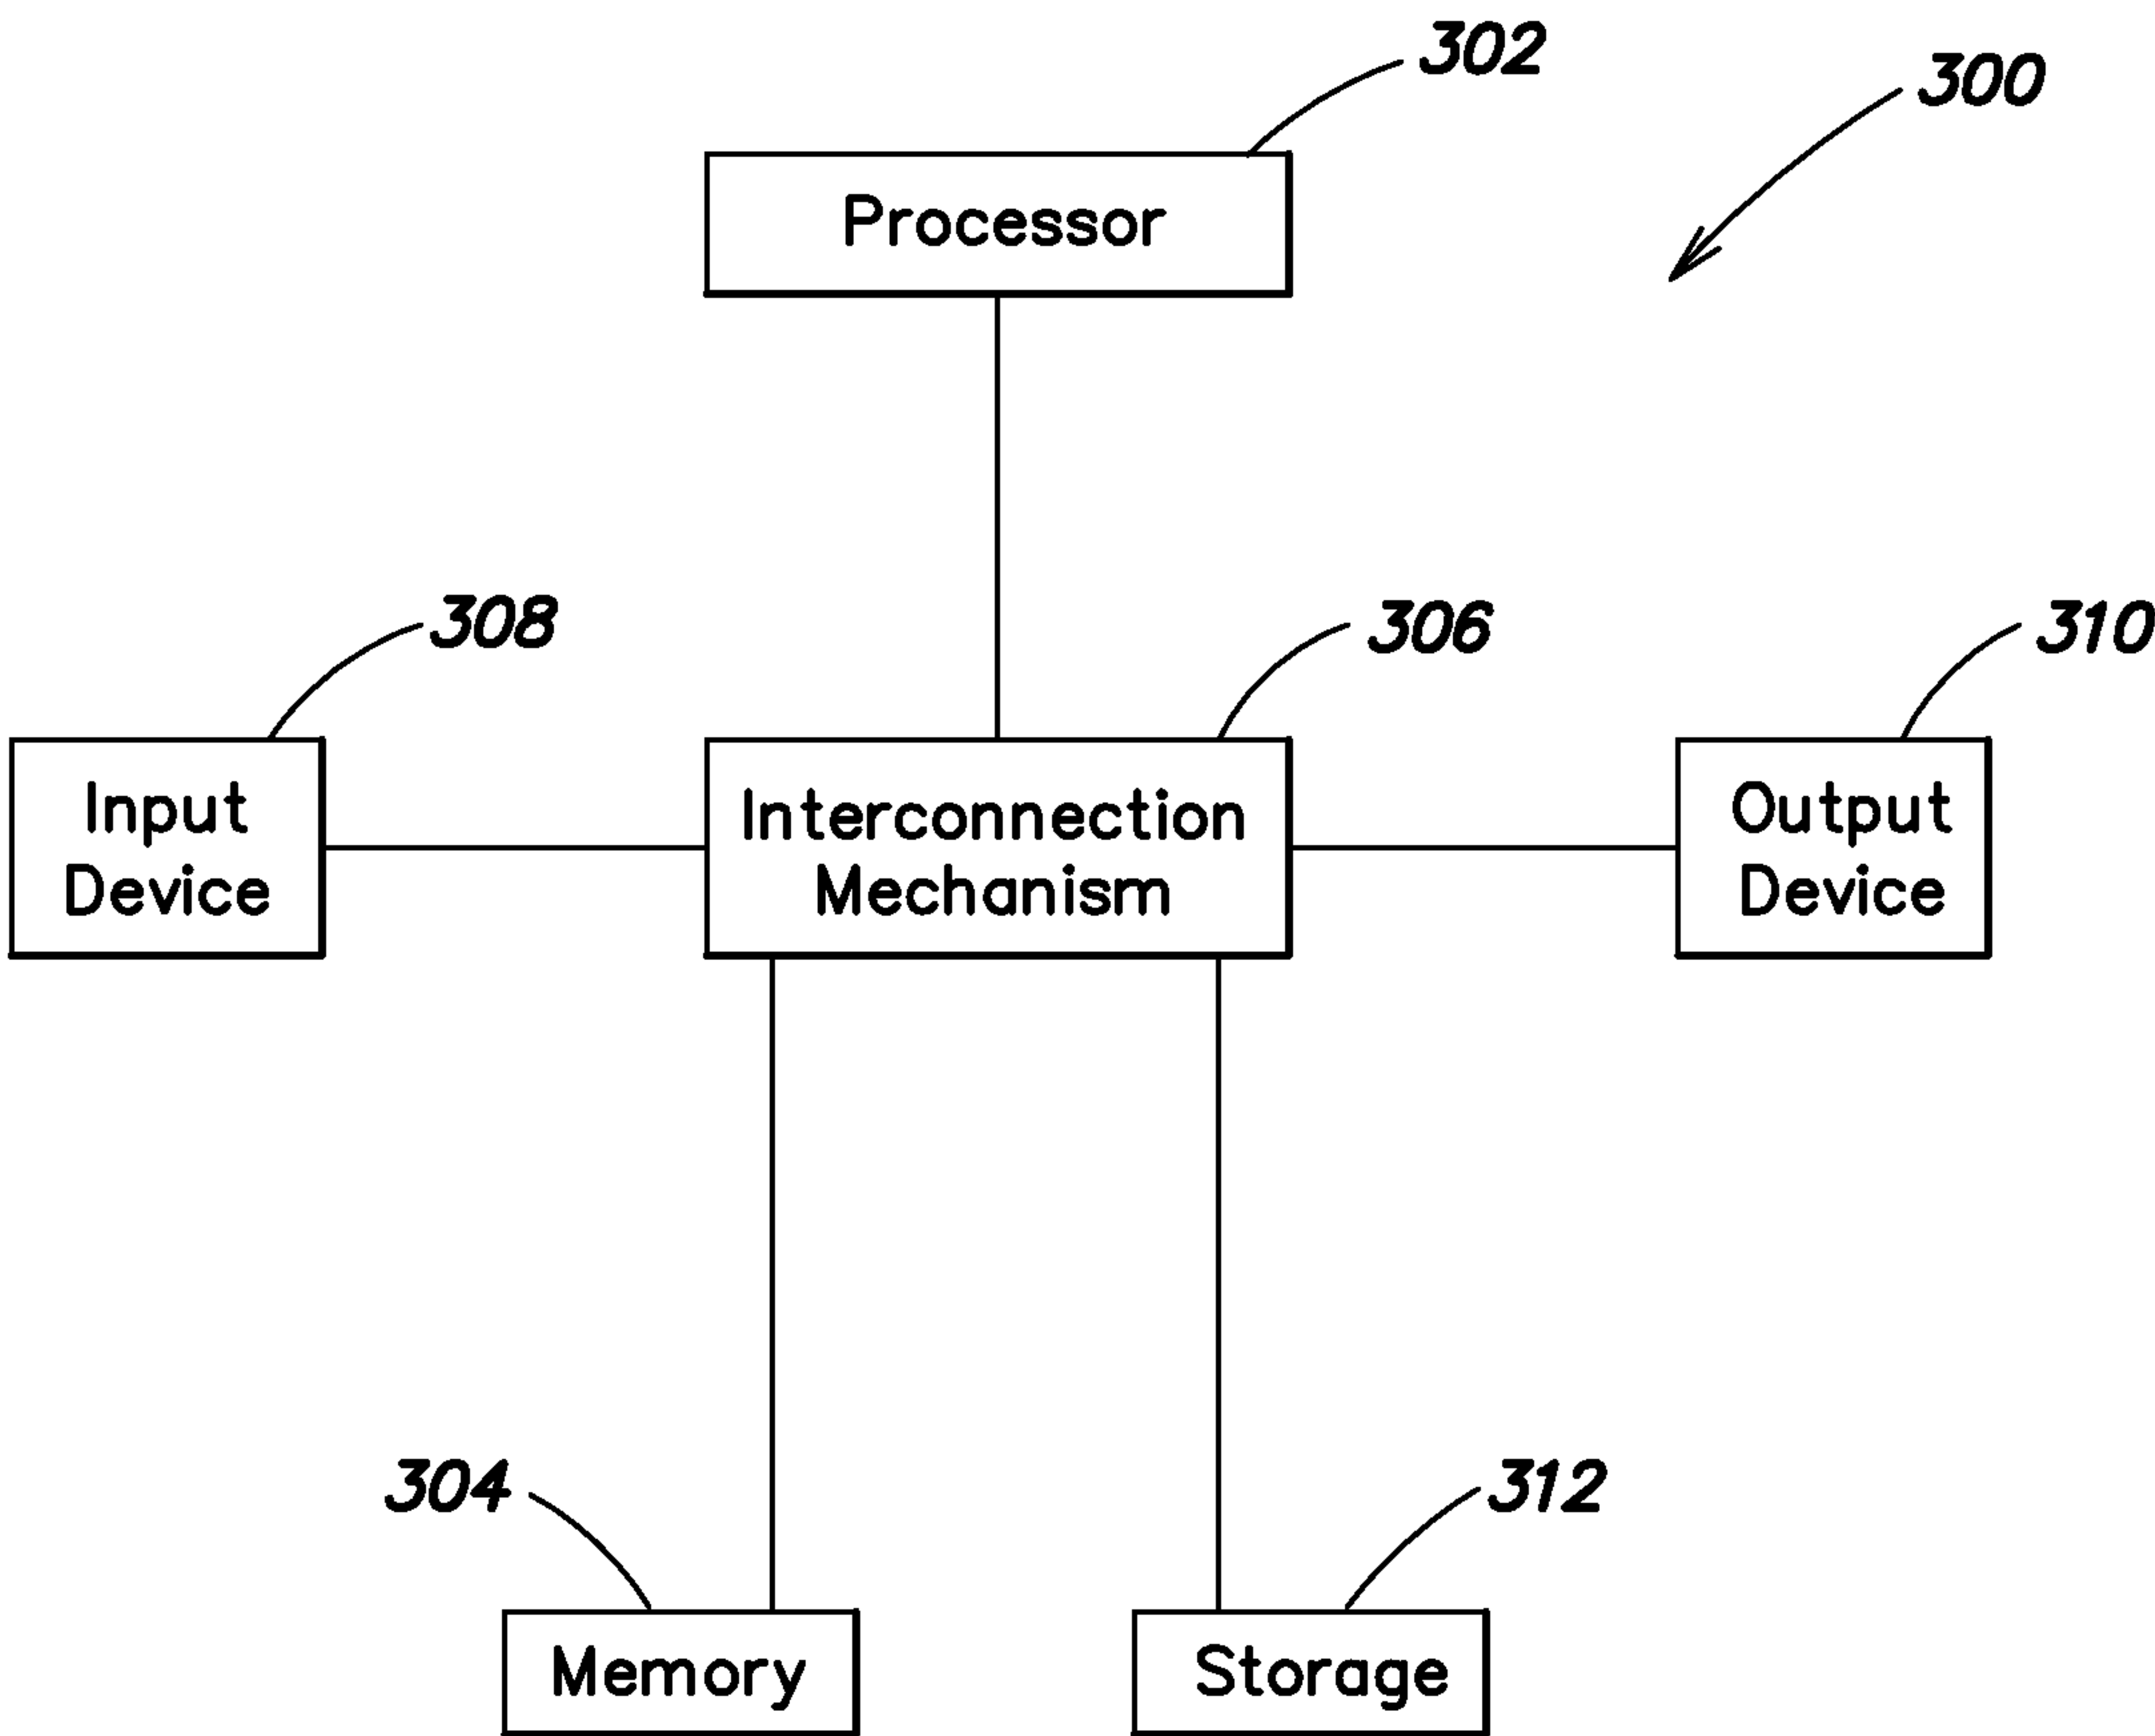 302
300
Processor
308
306
310
Input
Device
Interconnection
Mechanism
Output
Device
304
312
Memory
Storage